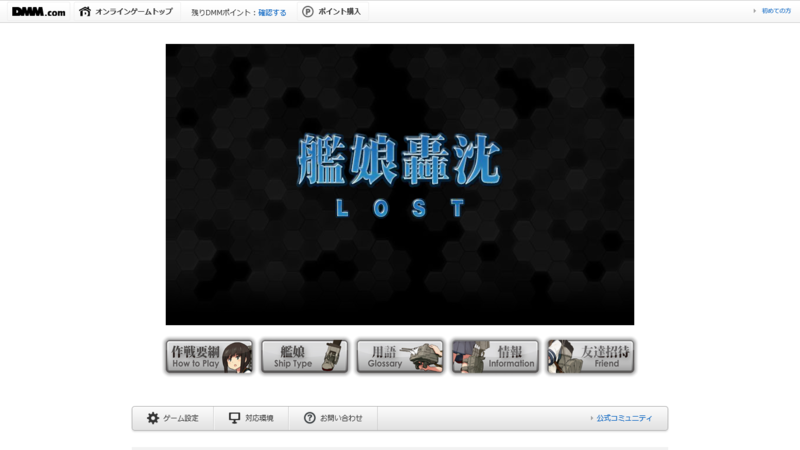 DMM.com オンラインゲームトップ 残りDMMポイント：確認する P ポイント購入 初めての方
艦娘轟沈
LOST
作戦要綱 艦娘 用語 情報 友達招待
How to Play Ship Type Glossary Information Friend
ゲーム設定 対応環境 ? お問い合わせ 公式コミュニティ